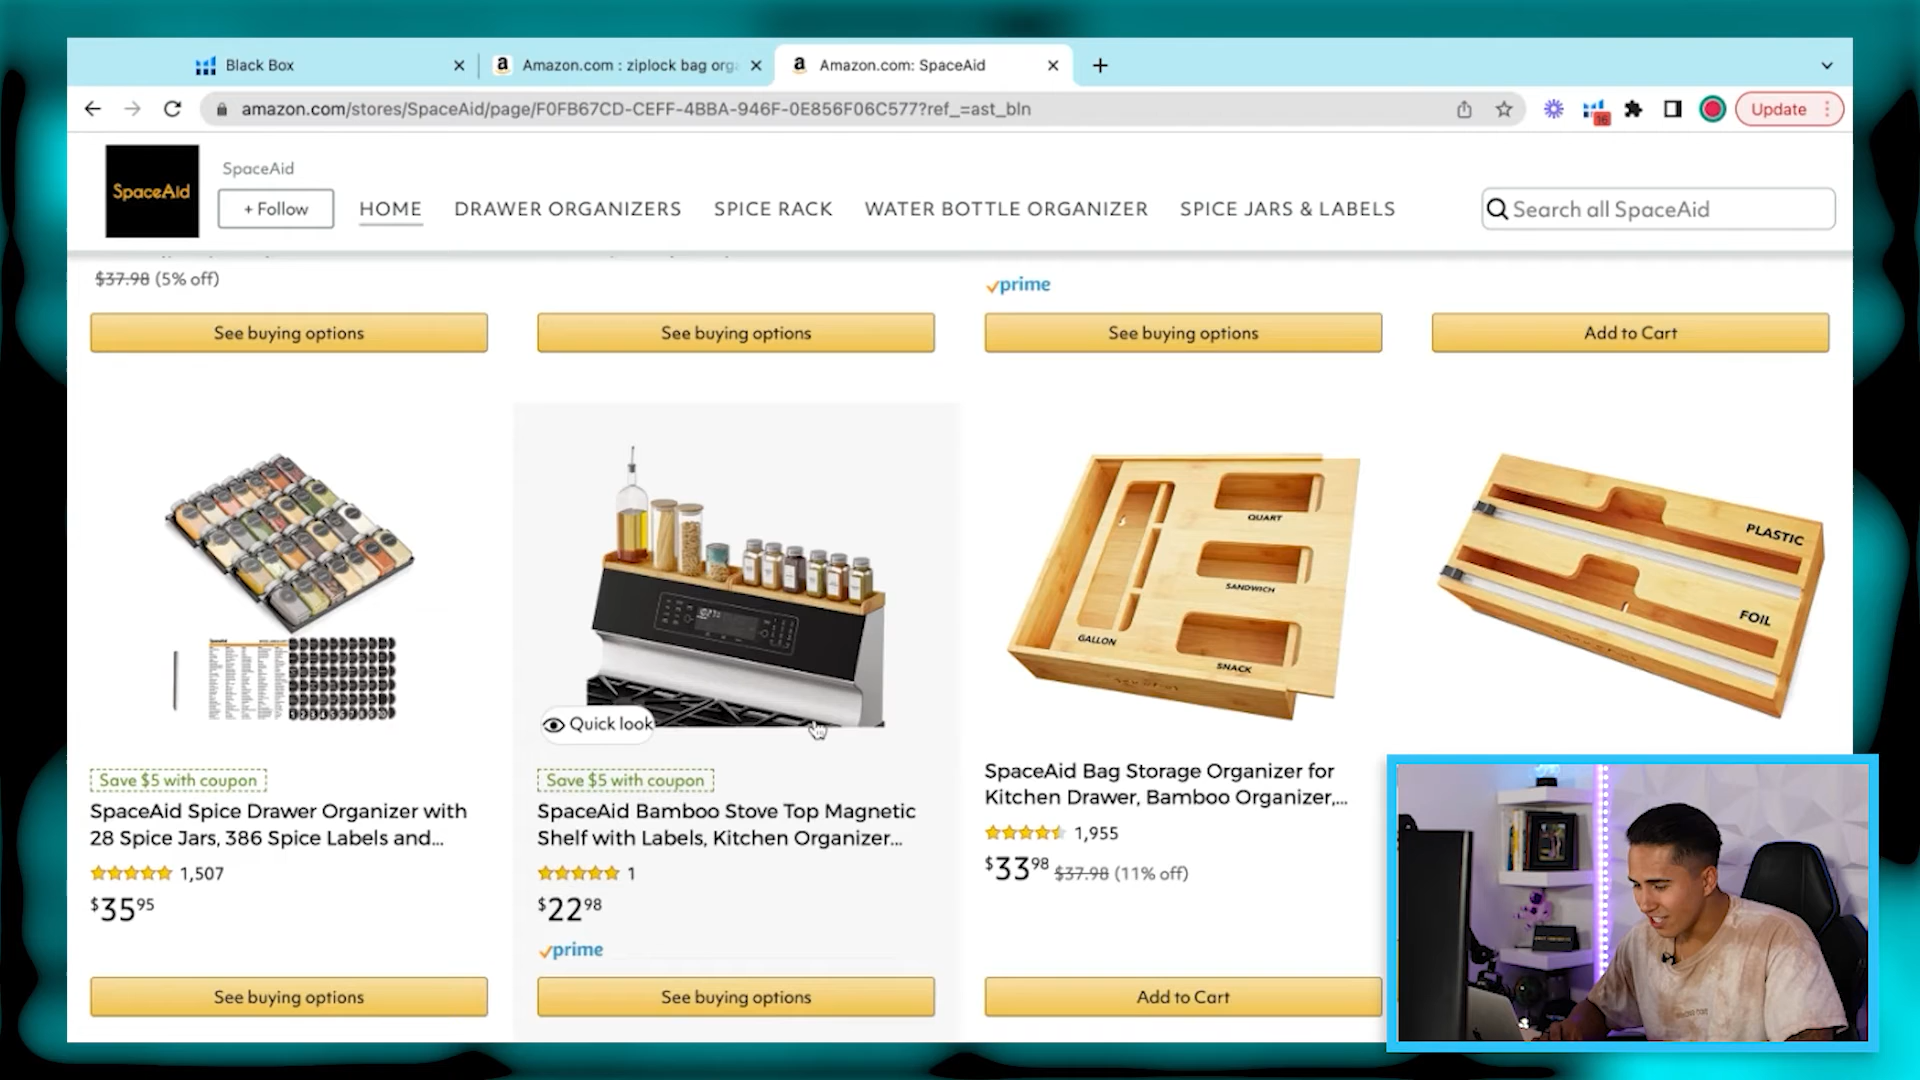 Black Box
Amazon.com : ziplock bag orga
Amazon.com: SpaceAid
amazon.com/stores/SpaceAid/page/F0FB67CD-CEFF-4BBA-946F-0E856F06C577?ref_=ast_bln
16
Update
SpaceAid
SpaceAid
+ Follow
HOME
DRAWER ORGANIZERS
SPICE RACK
WATER BOTTLE ORGANIZER
SPICE JARS & LABELS
Search all SpaceAid
$37.98 (5% off)
prime
See buying options
See buying options
See buying options
Add to Cart
QUART
SANDWICH
GALLON
SNACK
PLASTIC
FOIL
Quick look
Save $5 with coupon
SpaceAid Spice Drawer Organizer with
28 Spice Jars, 386 Spice Labels and...
1,507
$35.95
See buying options
Save $5 with coupon
SpaceAid Bamboo Stove Top Magnetic
Shelf with Labels, Kitchen Organizer...
1
$22.98
prime
See buying options
SpaceAid Bag Storage Organizer for
Kitchen Drawer, Bamboo Organizer,...
1,955
$33.98 $37.98 (11% off)
Add to Cart